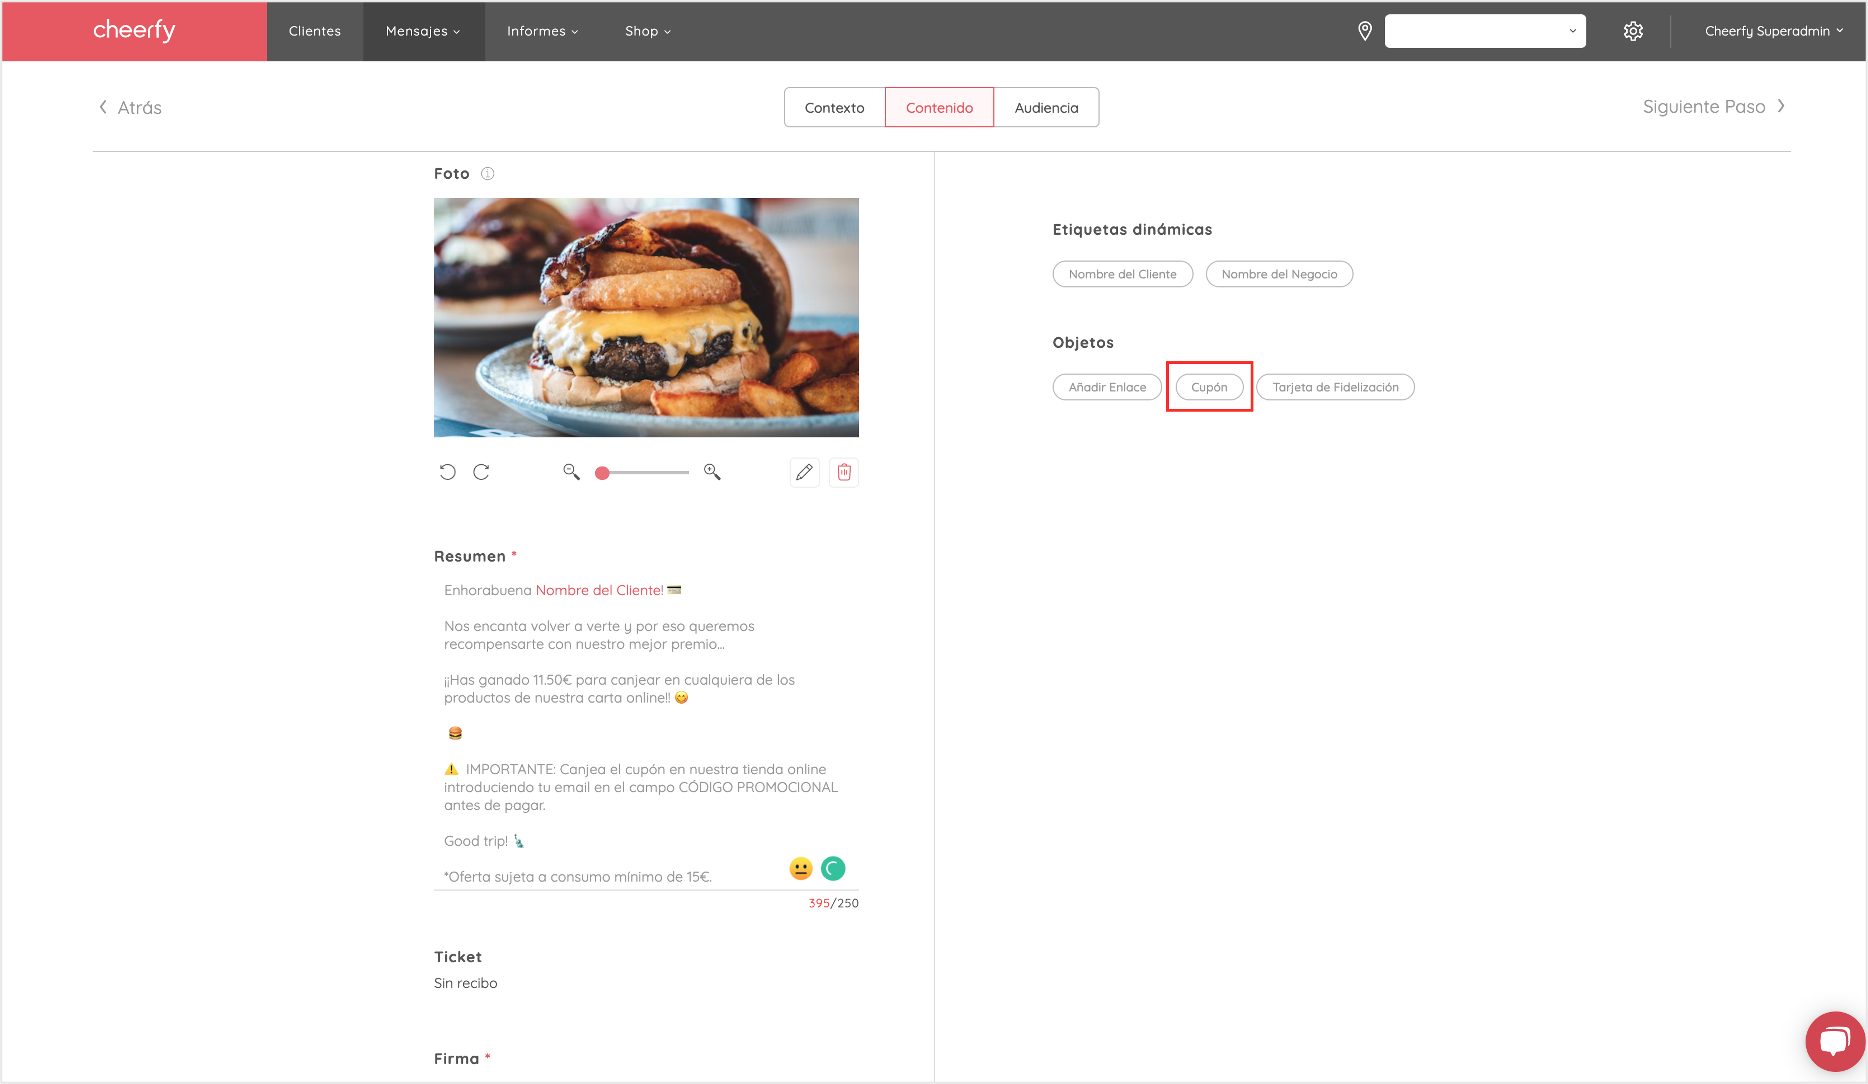 cheerfy
Clientes
Mensajes
Informes
Shop
Cheerfy Superadmin
Atrás
Contexto
Contenido
Audiencia
Siguiente Paso
Foto
Etiquetas dinámicas
Nombre del Cliente
Nombre del Negocio
Objetos
Añadir Enlace
Cupón
Tarjeta de Fidelización
Resumen *
Enhorabuena Nombre del Cliente! 💳
Nos encanta volver a verte y por eso queremos
recompensarte con nuestro mejor premio...
¡¡Has ganado 11.50€ para canjear en cualquiera de los
productos de nuestra carta online!! 😋
🍔
⚠️ IMPORTANTE: Canjea el cupón en nuestra tienda online
introduciendo tu email en el campo CÓDIGO PROMOCIONAL
antes de pagar.
Good trip! 🗽
*Oferta sujeta a consumo mínimo de 15€.
395/250
Ticket
Sin recibo
Firma *